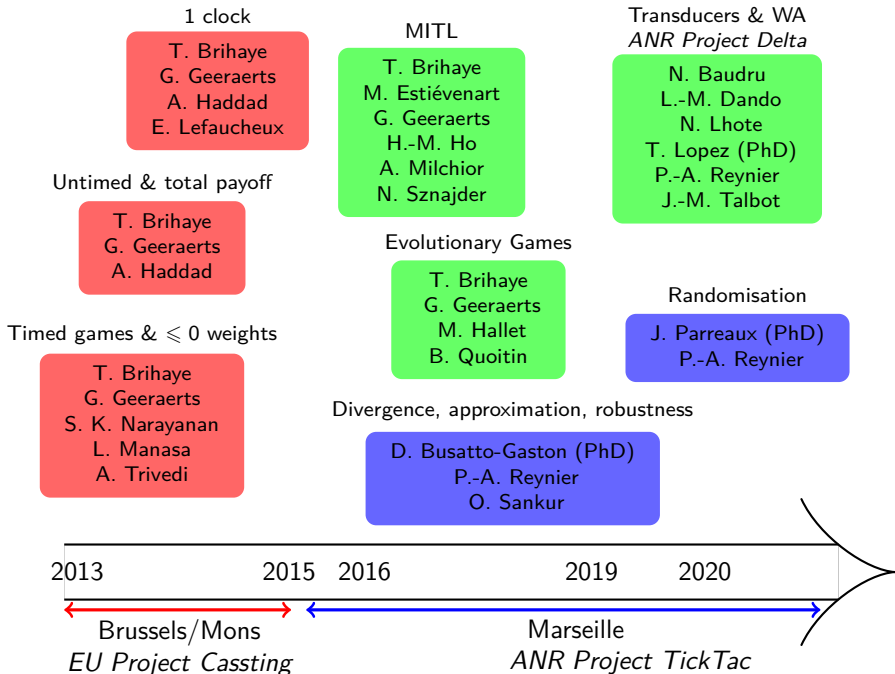 1 clock
T. Brihaye
G. Geeraerts
A. Haddad
E. Lefaucheux
Untimed & total payoff
T. Brihaye
G. Geeraerts
A. Haddad
Timed games & ⩽ 0 weights
T. Brihaye
G. Geeraerts
S. K. Narayanan
L. Manasa
A. Trivedi
MITL
T. Brihaye
M. Estiévenart
G. Geeraerts
H.-M. Ho
A. Milchior
N. Sznajder
Evolutionary Games
T. Brihaye
G. Geeraerts
M. Hallet
B. Quoitin
Divergence, approximation, robustness
D. Busatto-Gaston (PhD)
P.-A. Reynier
O. Sankur
Transducers & WA
ANR Project Delta
N. Baudru
L.-M. Dando
N. Lhote
T. Lopez (PhD)
P.-A. Reynier
J.-M. Talbot
Randomisation
J. Parreaux (PhD)
P.-A. Reynier
2013 2015 2016 2019 2020
Brussels/Mons
EU Project Cassting
Marseille
ANR Project TickTac